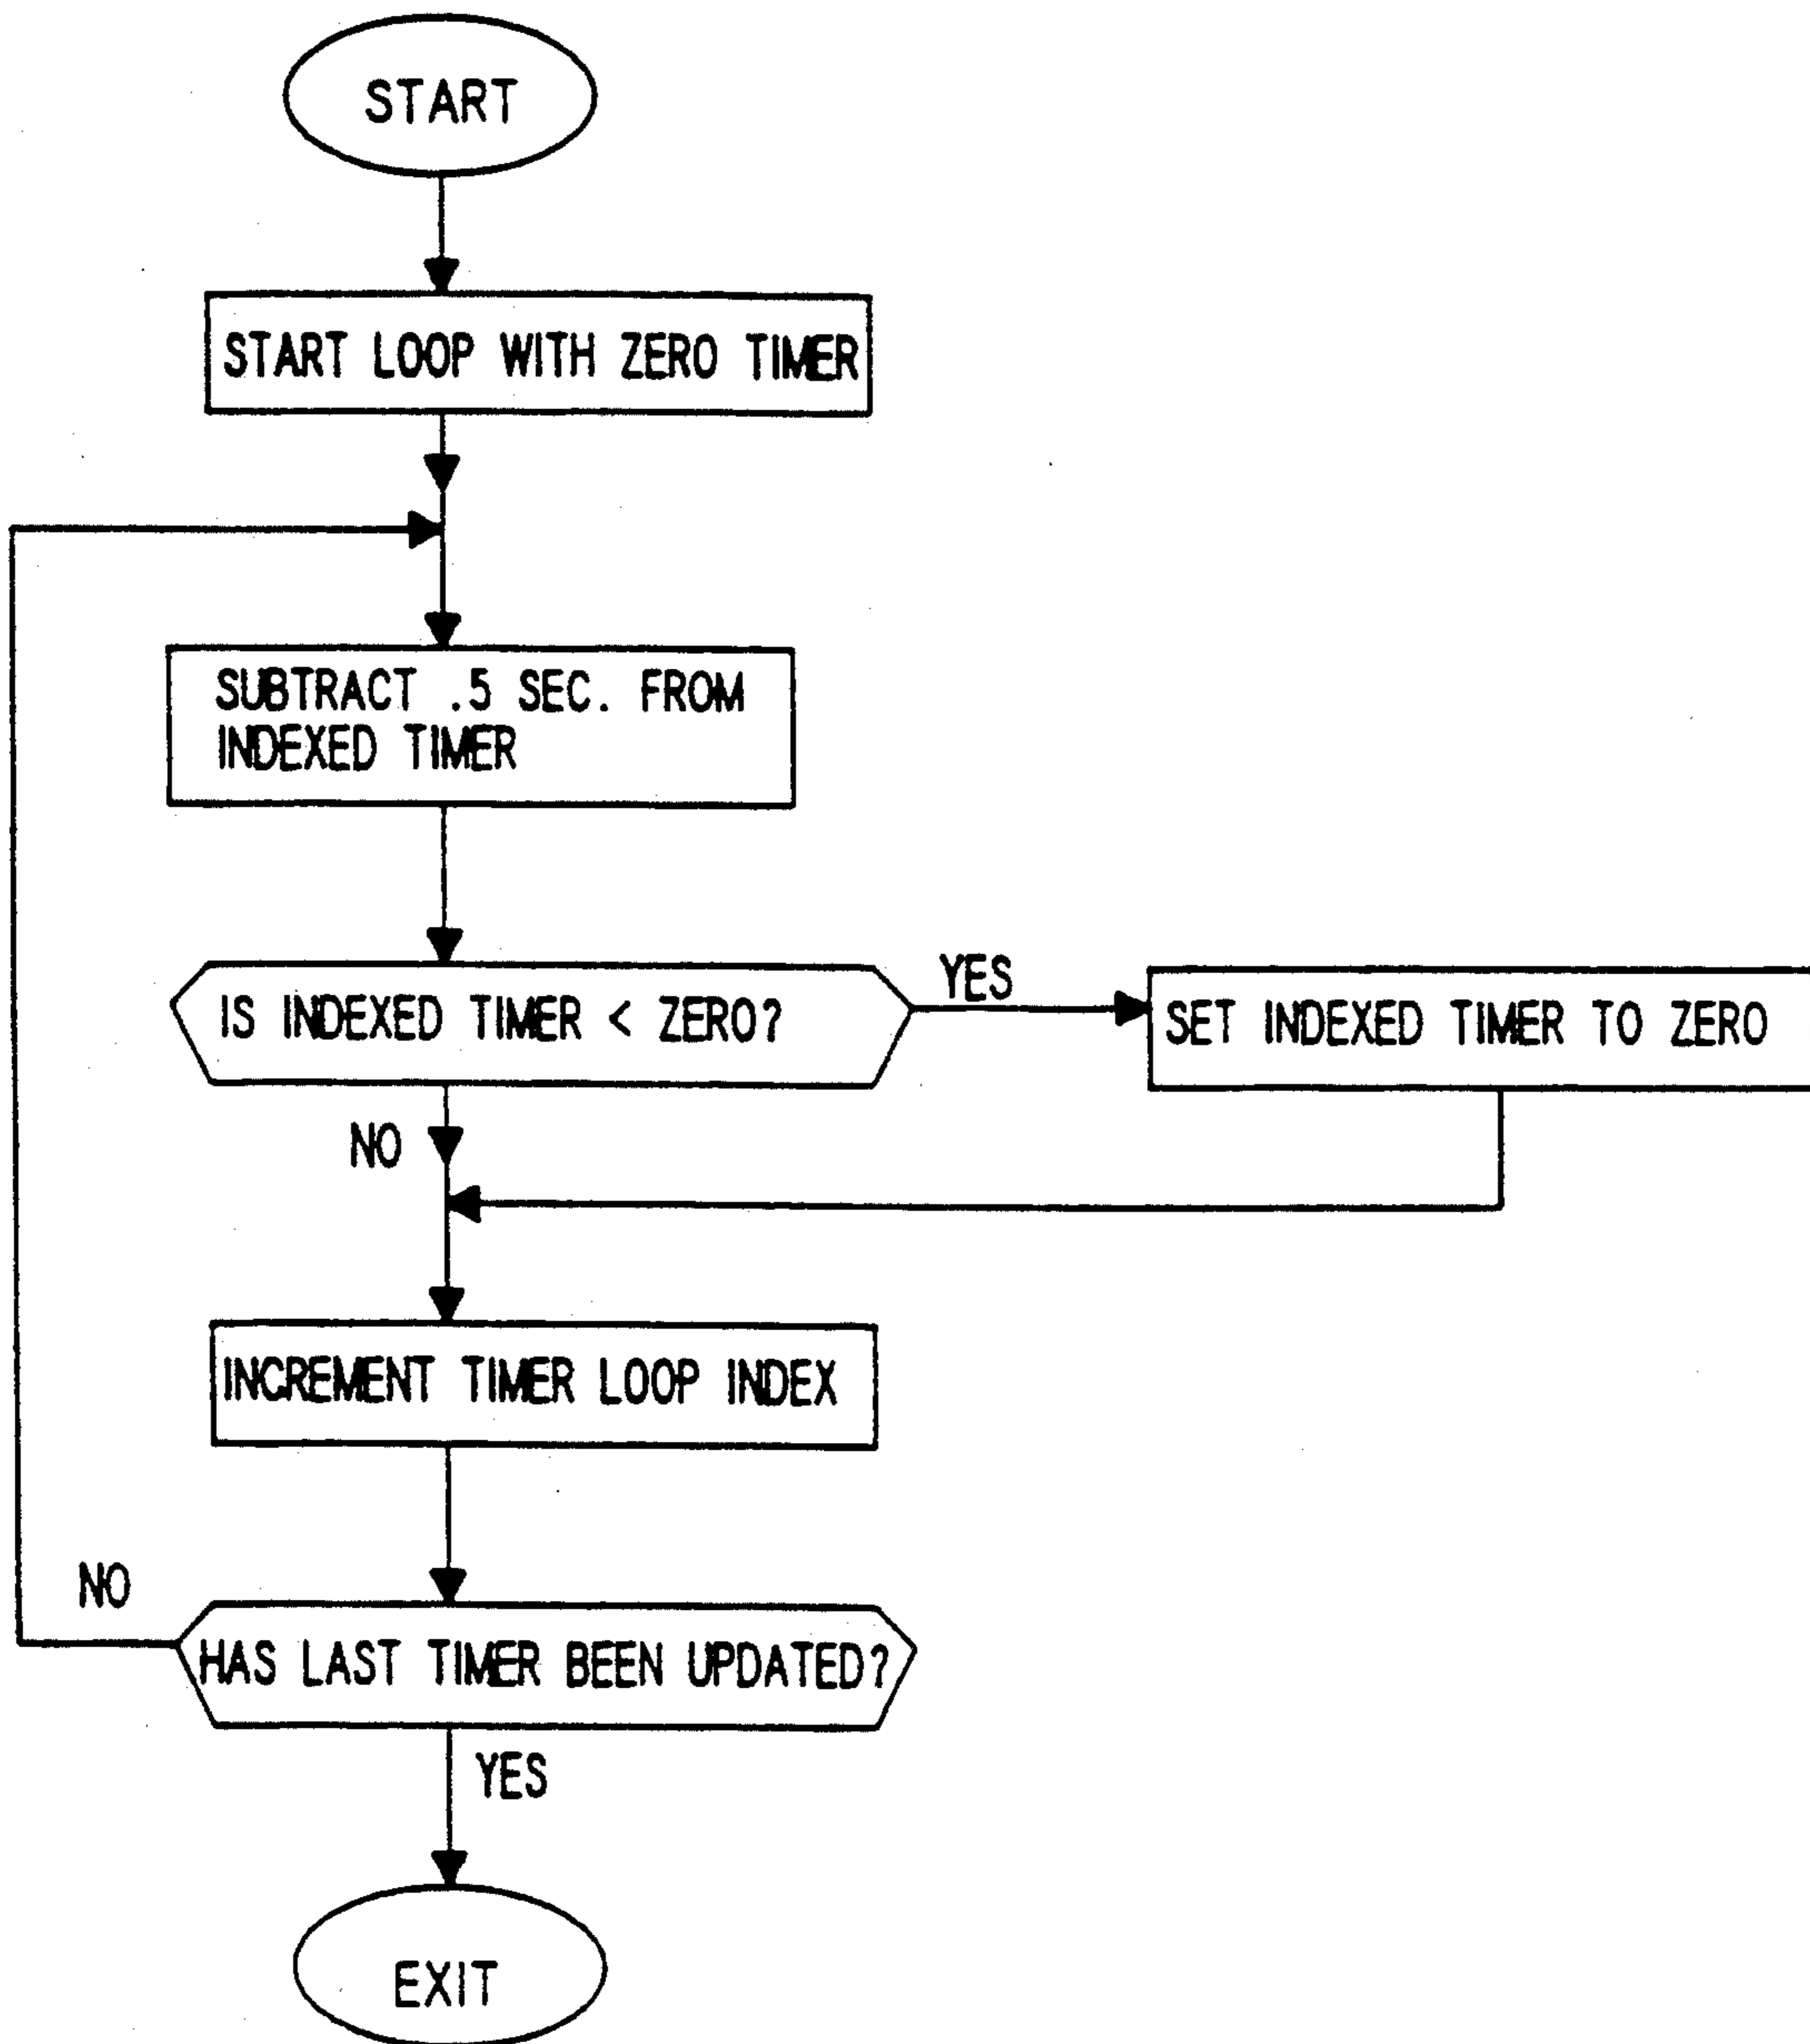 START
START LOOP WITH ZERO TIMER
SUBTRACT .5 SEC. FROM
INDEXED TIMER
IS INDEXED TIMER < ZERO?
YES
SET INDEXED TIMER TO ZERO
NO
INCREMENT TIMER LOOP INDEX
NO
HAS LAST TIMER BEEN UPDATED?
YES
EXIT